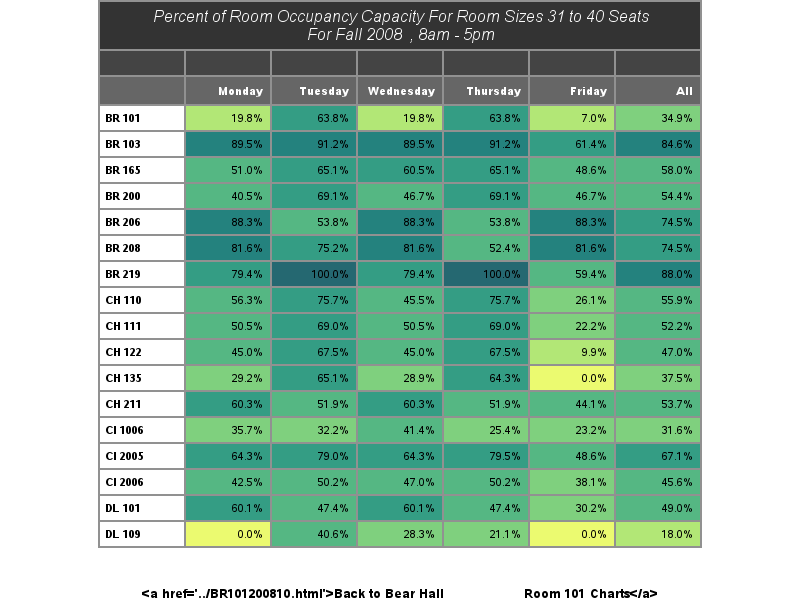 Percent of Room Occupancy Capacity For Room Sizes 31 to 40 Seats
For Fall 2008 , 8am - 5pm
Monday Tuesday Wednesday Thursday Friday All
BR 101 19.8% 63.8% 19.8% 63.8% 7.0% 34.9%
BR 103 89.5% 91.2% 89.5% 91.2% 61.4% 84.6%
BR 165 51.0% 65.1% 60.5% 65.1% 48.6% 58.0%
BR 200 40.5% 69.1% 46.7% 69.1% 46.7% 54.4%
BR 206 88.3% 53.8% 88.3% 53.8% 88.3% 74.5%
BR 208 81.6% 75.2% 81.6% 52.4% 81.6% 74.5%
BR 219 79.4% 100.0% 79.4% 100.0% 59.4% 88.0%
CH 110 56.3% 75.7% 45.5% 75.7% 26.1% 55.9%
CH 111 50.5% 69.0% 50.5% 69.0% 22.2% 52.2%
CH 122 45.0% 67.5% 45.0% 67.5% 9.9% 47.0%
CH 135 29.2% 65.1% 28.9% 64.3% 0.0% 37.5%
CH 211 60.3% 51.9% 60.3% 51.9% 44.1% 53.7%
CI 1006 35.7% 32.2% 41.4% 25.4% 23.2% 31.6%
CI 2005 64.3% 79.0% 64.3% 79.5% 48.6% 67.1%
CI 2006 42.5% 50.2% 47.0% 50.2% 38.1% 45.6%
DL 101 60.1% 47.4% 60.1% 47.4% 30.2% 49.0%
DL 109 0.0% 40.6% 28.3% 21.1% 0.0% 18.0%
<a href='../BR101200810.html'>Back to Bear Hall Room 101 Charts</a>